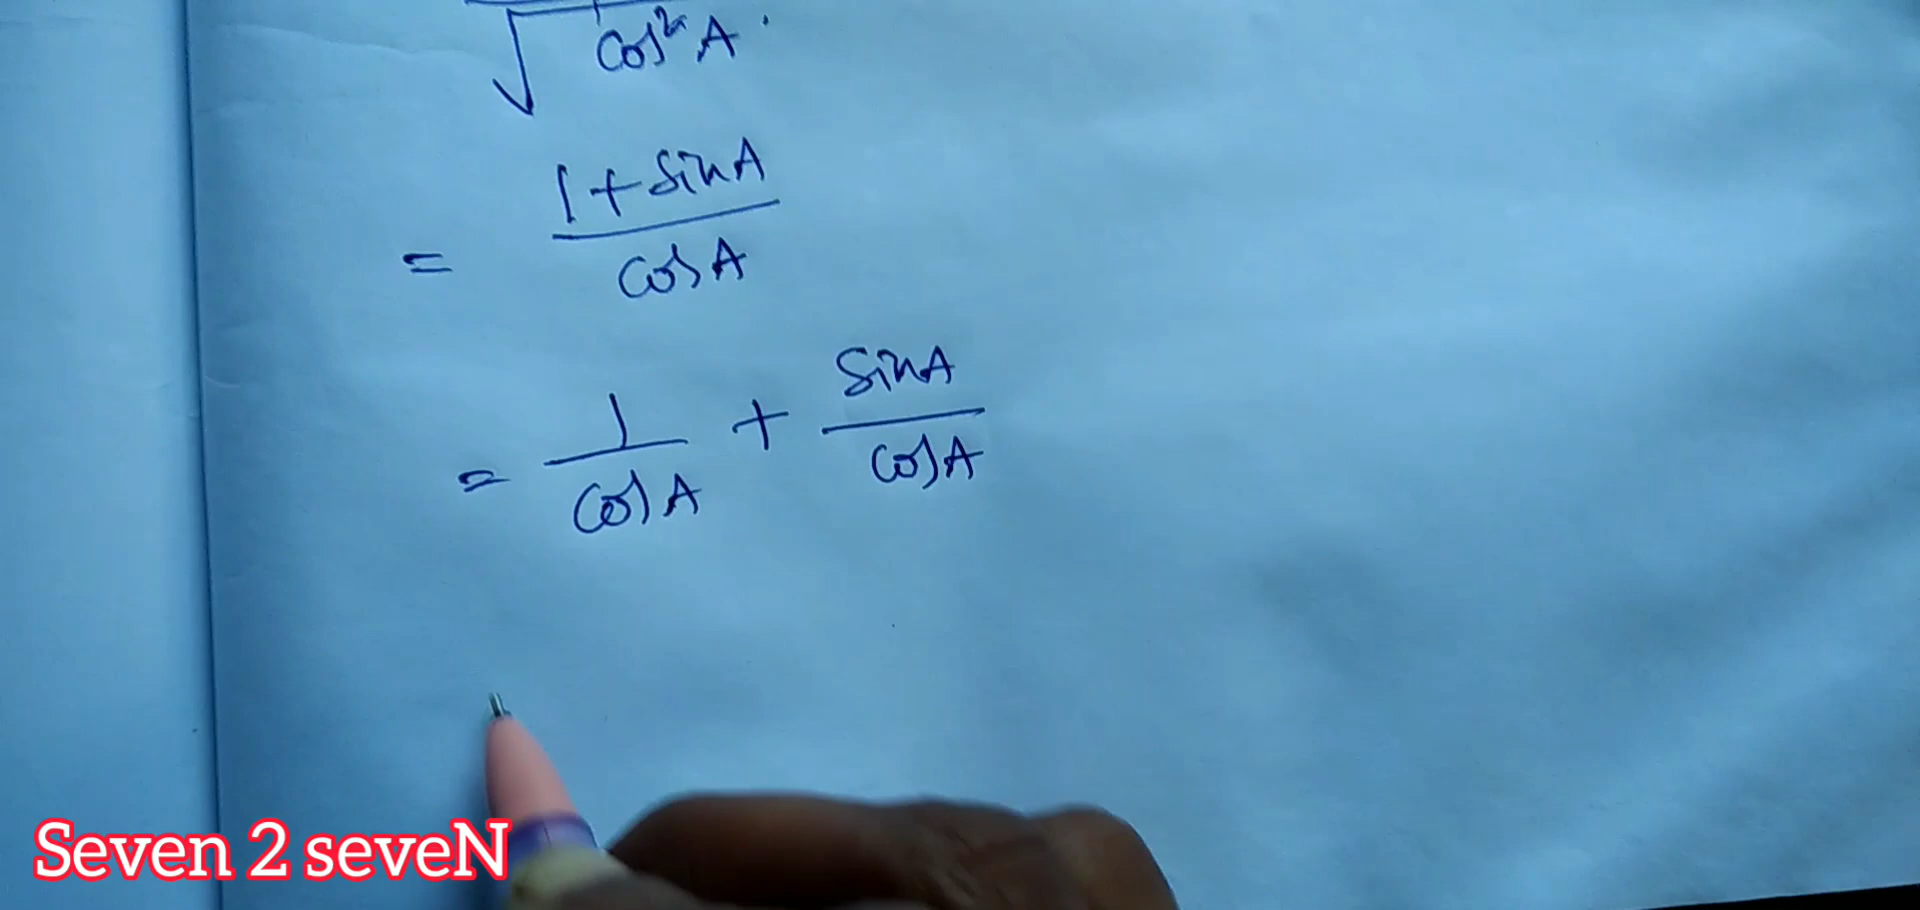 √cos²A.
= (1 + sinA)/cosA
= 1/cosA + sinA/cosA
Seven 2 seveN